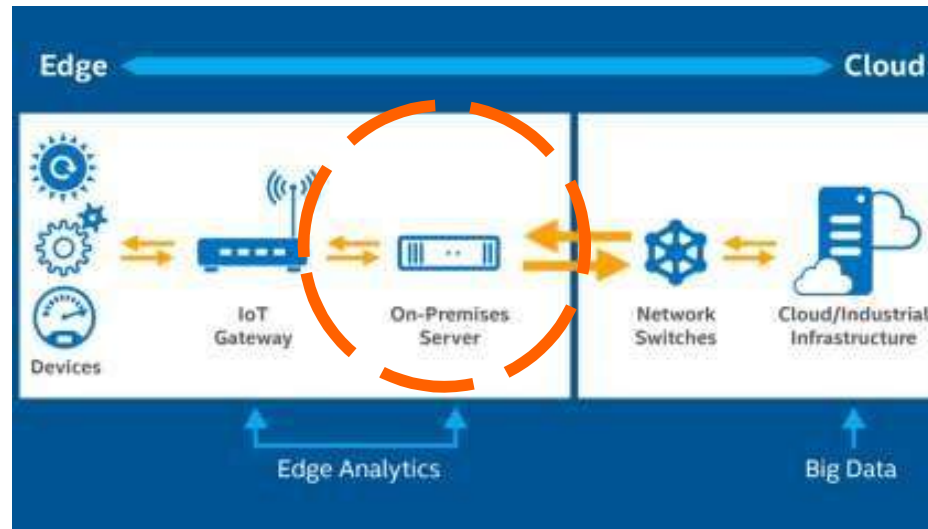 Edge
Cloud
Devices
IoT
Gateway
On-Premises
Server
Network
Switches
Cloud/Industrial
Infrastructure
Edge Analytics
Big Data